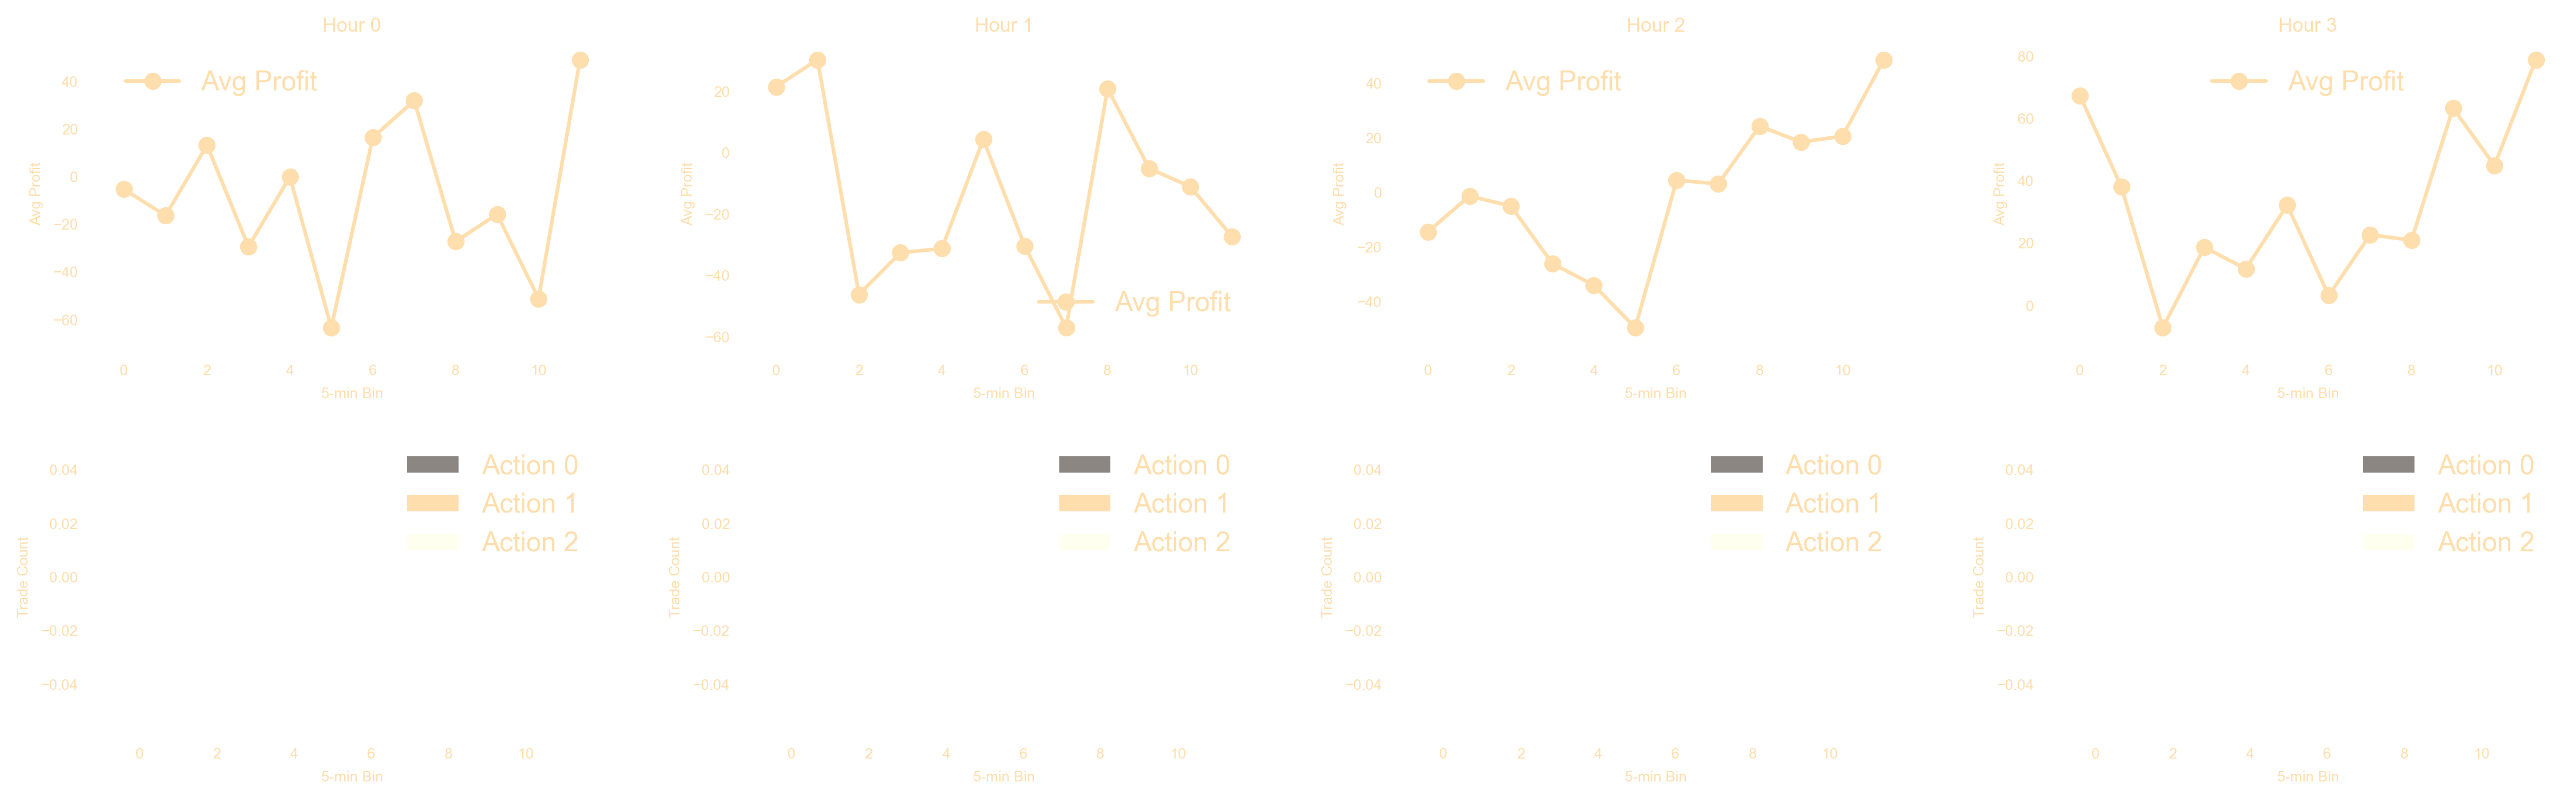 Hour 0
Avg Profit
40
20
0
−20
−40
−60
Avg Profit
0 2 4 6 8 10
5-min Bin
Hour 1
Avg Profit
20
0
−20
−40
−60
Avg Profit
0 2 4 6 8 10
5-min Bin
Hour 2
Avg Profit
40
20
0
−20
−40
Avg Profit
0 2 4 6 8 10
5-min Bin
Hour 3
Avg Profit
80
60
40
20
0
Avg Profit
0 2 4 6 8 10
5-min Bin
Action 0
Action 1
Action 2
0.04
0.02
0.00
−0.02
−0.04
Trade Count
0 2 4 6 8 10
5-min Bin
Action 0
Action 1
Action 2
0.04
0.02
0.00
−0.02
−0.04
Trade Count
0 2 4 6 8 10
5-min Bin
Action 0
Action 1
Action 2
0.04
0.02
0.00
−0.02
−0.04
Trade Count
0 2 4 6 8 10
5-min Bin
Action 0
Action 1
Action 2
0.04
0.02
0.00
−0.02
−0.04
Trade Count
0 2 4 6 8 10
5-min Bin